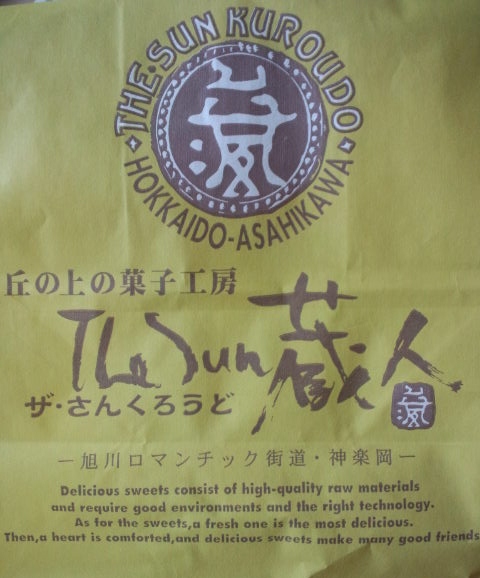 THE・SUN KUROUDO
HOKKAIDO-ASAHIKAWA
丘の上の菓子工房
The Sun 蔵人
ザ・さんくろうど
ー旭川ロマンチック街道・神楽岡ー
Delicious sweets consist of high-quality raw materials
and require good environments and the right technology.
As for the sweets,a fresh one is the most delicious.
Then,a heart is comforted,and delicious sweets make many good friends